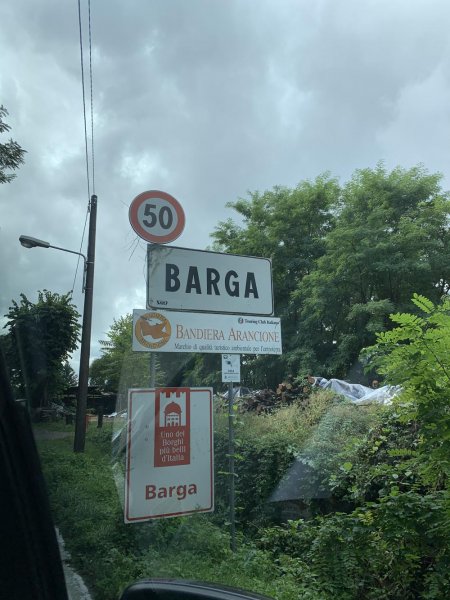 50
BARGA
Touring Club Italiano
BANDIERA ARANCIONE
Marchio di qualità turistico ambientale per l'entroterra
Uno dei
Borghi
più belli
d'Italia
Barga